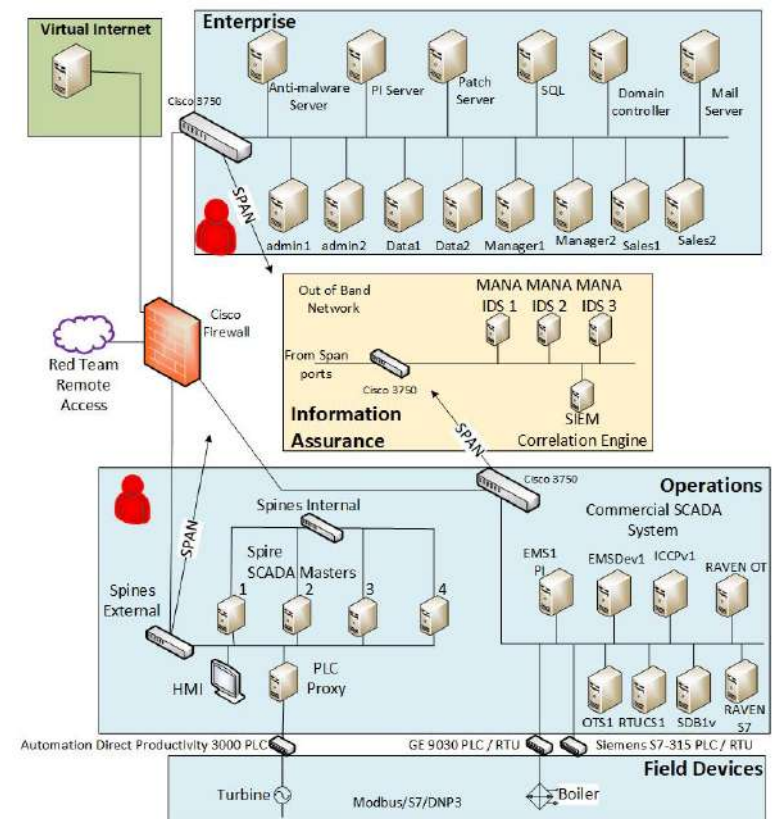 Virtual Internet
Enterprise
Cisco 3750
Anti-malware
Server
PI Server
Patch
Server
SQL
Domain
controller
Mail
Server
SPAN
admin1
admin2
Data1
Data2
Manager1
Manager2
Sales1
Sales2
Cisco
Firewall
Red Team
Remote
Access
Out of Band
Network
MANA MANA MANA
IDS 1 IDS 2 IDS 3
From Span
ports
Cisco 3750
SIEM
Information
Assurance
Correlation Engine
SPAN
SPAN
Cisco 3750
Operations
Commercial SCADA
System
Spines Internal
Spire
SCADA Masters
1
2
3
4
Spines
External
HMI
PLC
Proxy
EMS1
PI
EMSDev1
ICCPv1
RAVEN OT
OTS1
RTUCS1
SDB1v
RAVEN
S7
Automation Direct Productivity 3000 PLC
GE 9030 PLC / RTU
Siemens S7-315 PLC / RTU
Field Devices
Turbine
Modbus/S7/DNP3
Boiler